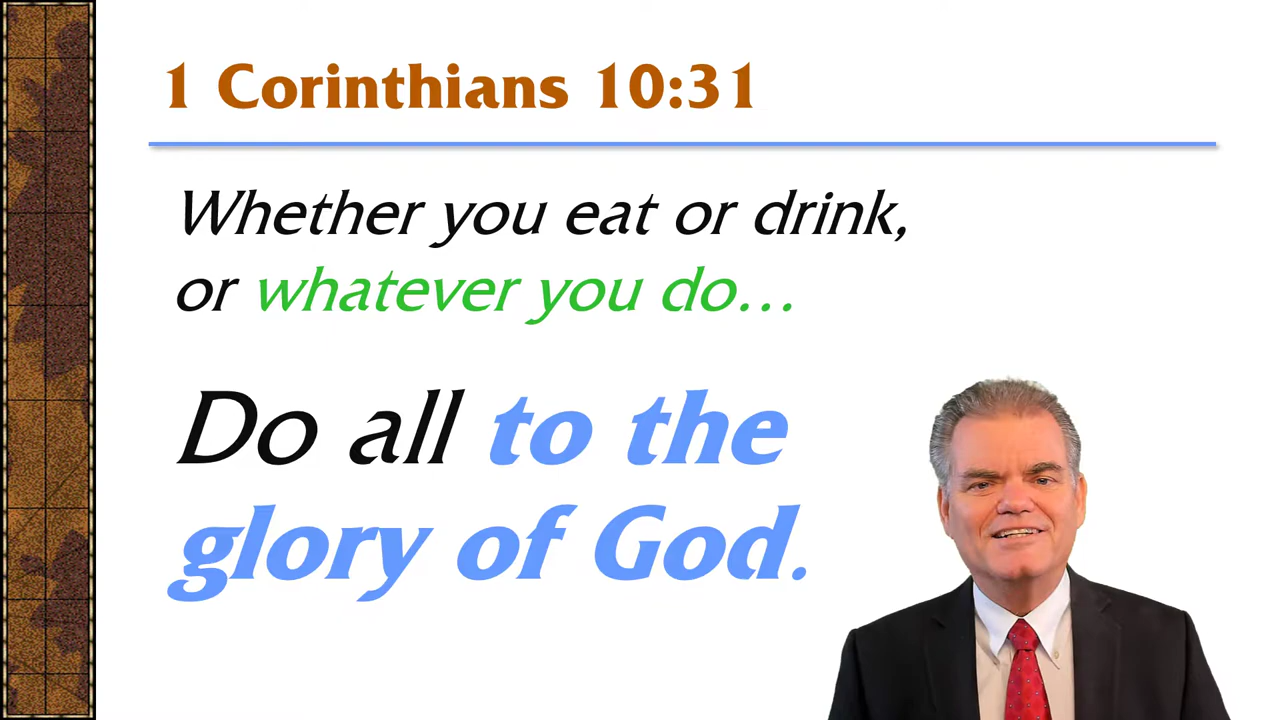 1 Corinthians 10:31
Whether you eat or drink,
or whatever you do…
Do all to the
glory of God.